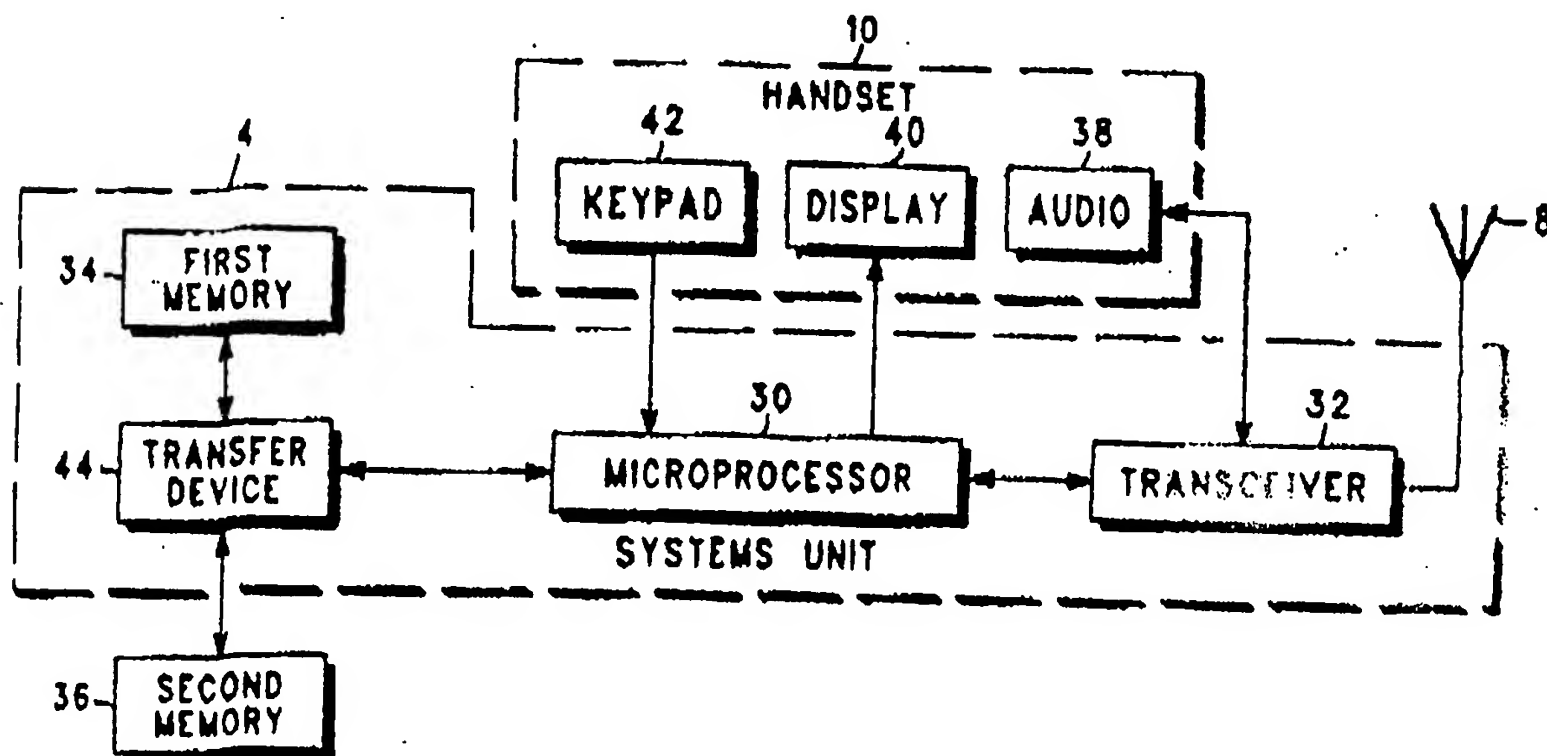 10
HANDSET
42
40
38
4
KEYPAD
DISPLAY
AUDIO
8
34
FIRST
MEMORY
30
32
44
TRANSFER
DEVICE
MICROPROCESSOR
TRANSCEIVER
SYSTEMS UNIT
36
SECOND
MEMORY